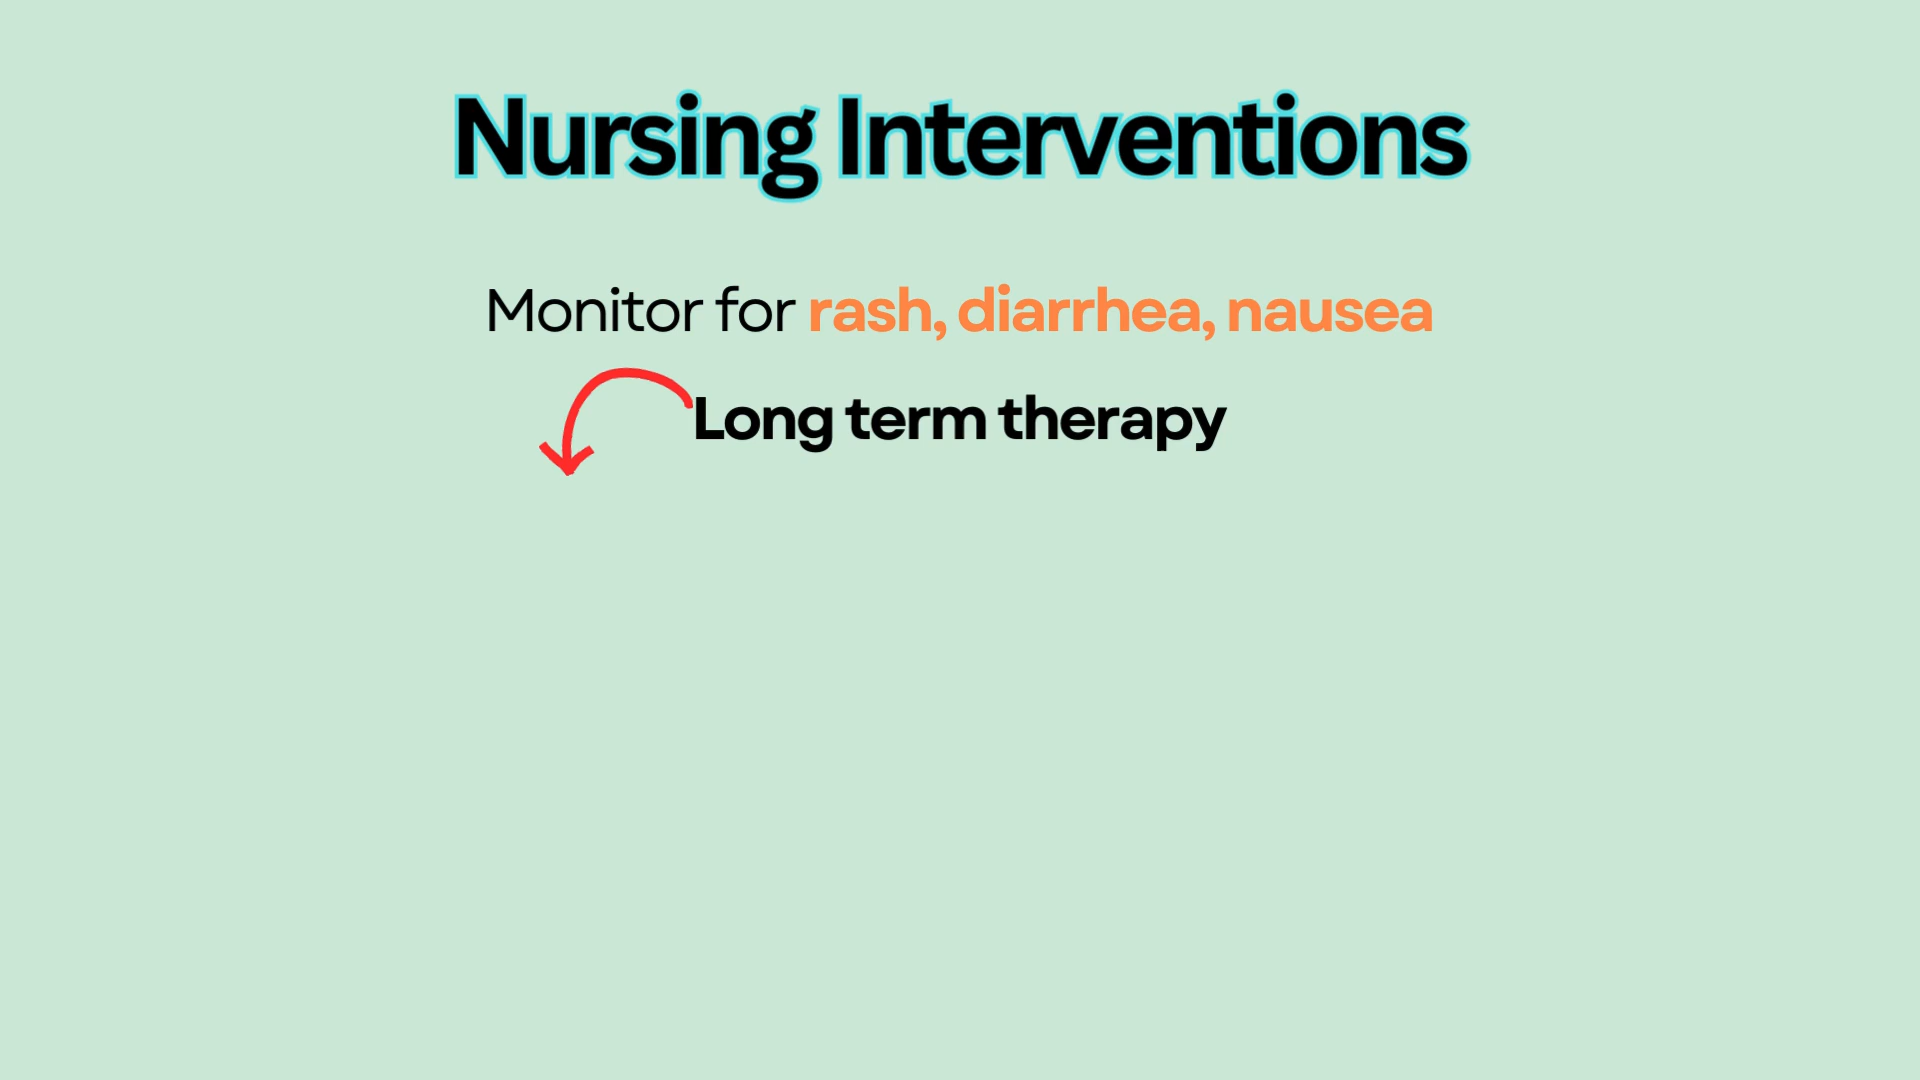 Nursing Interventions
Monitor for rash, diarrhea, nausea
Long term therapy